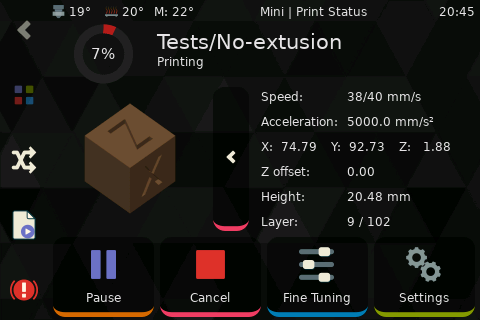 19° 20° M: 22° Mini | Print Status 20:45
7%
Tests/No-extusion
Printing
Speed: 38/40 mm/s
Acceleration: 5000.0 mm/s²
X: 74.79 Y: 92.73 Z: 1.88
Z offset: 0.00
Height: 20.48 mm
Layer: 9 / 102
Z
X
Pause Cancel Fine Tuning Settings